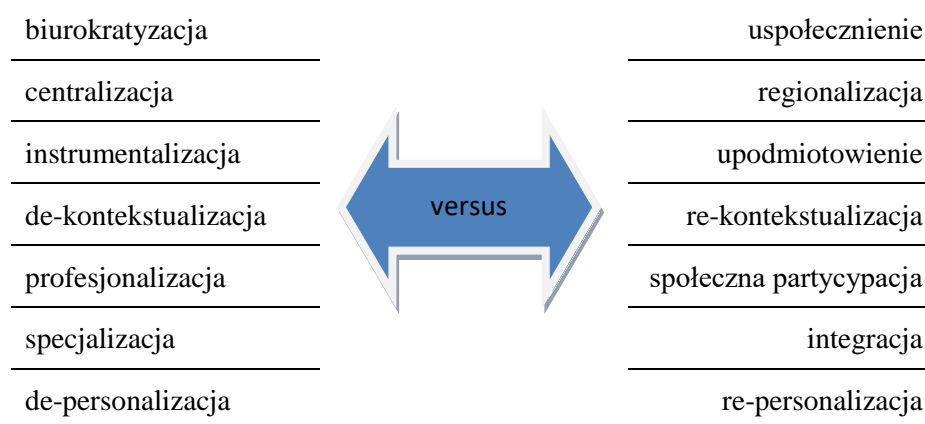 biurokratyzacja
uspołecznienie
centralizacja
regionalizacja
instrumentalizacja
upodmiotowienie
de-kontekstualizacja
versus
re-kontekstualizacja
profesjonalizacja
społeczna partycypacja
specjalizacja
integracja
de-personalizacja
re-personalizacja